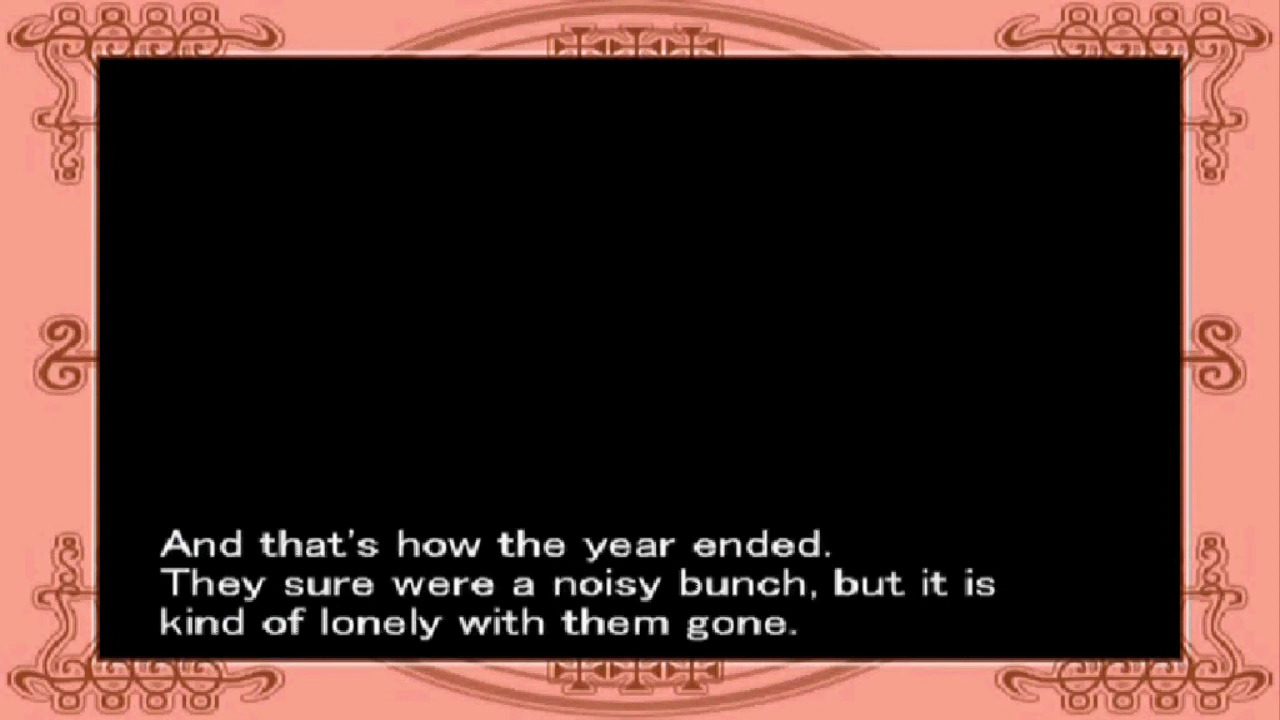 And that's how the year ended.
They sure were a noisy bunch, but it is
kind of lonely with them gone.